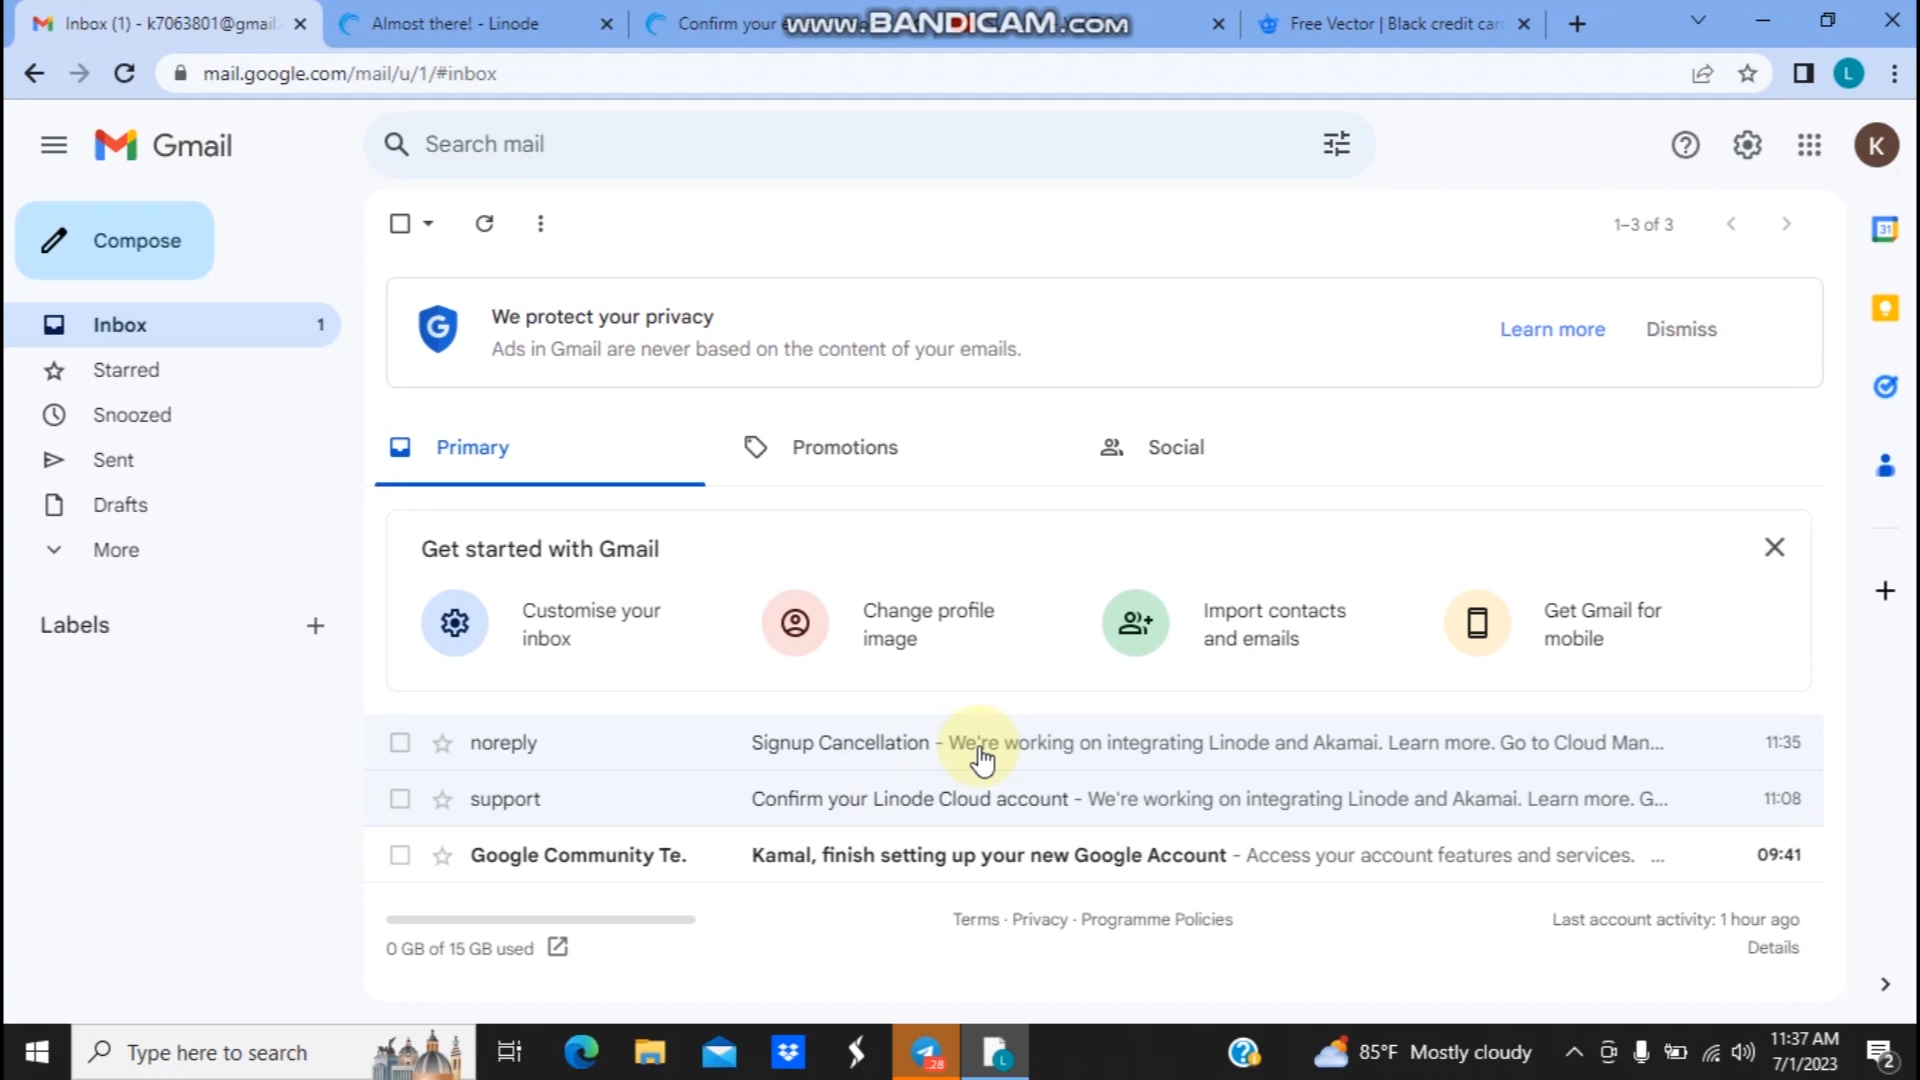 Inbox (1) - k7063801@gmail.
Almost there! - Linode
Confirm your
www.BANDICAM.com
Free Vector | Black credit car
mail.google.com/mail/u/1/#inbox
L
Gmail
Search mail
K
Compose
1–3 of 3
31
We protect your privacy
Ads in Gmail are never based on the content of your emails.
Learn more
Dismiss
Inbox
1
Starred
Snoozed
Sent
Drafts
More
Labels
Primary
Promotions
Social
Get started with Gmail
Customise your
inbox
Change profile
image
Import contacts
and emails
Get Gmail for
mobile
noreply
Signup Cancellation - We're working on integrating Linode and Akamai. Learn more. Go to Cloud Man...
11:35
support
Confirm your Linode Cloud account - We're working on integrating Linode and Akamai. Learn more. G...
11:08
Google Community Te.
Kamal, finish setting up your new Google Account - Access your account features and services. ...
09:41
0 GB of 15 GB used
Terms · Privacy · Programme Policies
Last account activity: 1 hour ago
Details
Type here to search
28
L
85°F Mostly cloudy
11:37 AM
7/1/2023
2